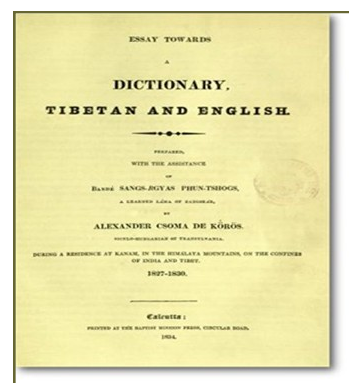 ESSAY TOWARDS
A
DICTIONARY,
TIBETAN AND ENGLISH.
PREPARED,
WITH THE ASSISTANCE
OF
BANDÉ SANGS-RGYAS PHUN-TSHOGS,
A LEARNED LÁMA OF ZANGSKAR,
BY
ALEXANDER CSOMA DE KŐRÖS.
SICULO-HUNGARIAN OF TRANSYLVANIA.
DURING A RESIDENCE AT KANAM, IN THE HIMALAYA MOUNTAINS, ON THE CONFINES
OF INDIA AND TIBET.
1827-1830.
Calcutta:
PRINTED AT THE BAPTIST MISSION PRESS, CIRCULAR ROAD,
1834.